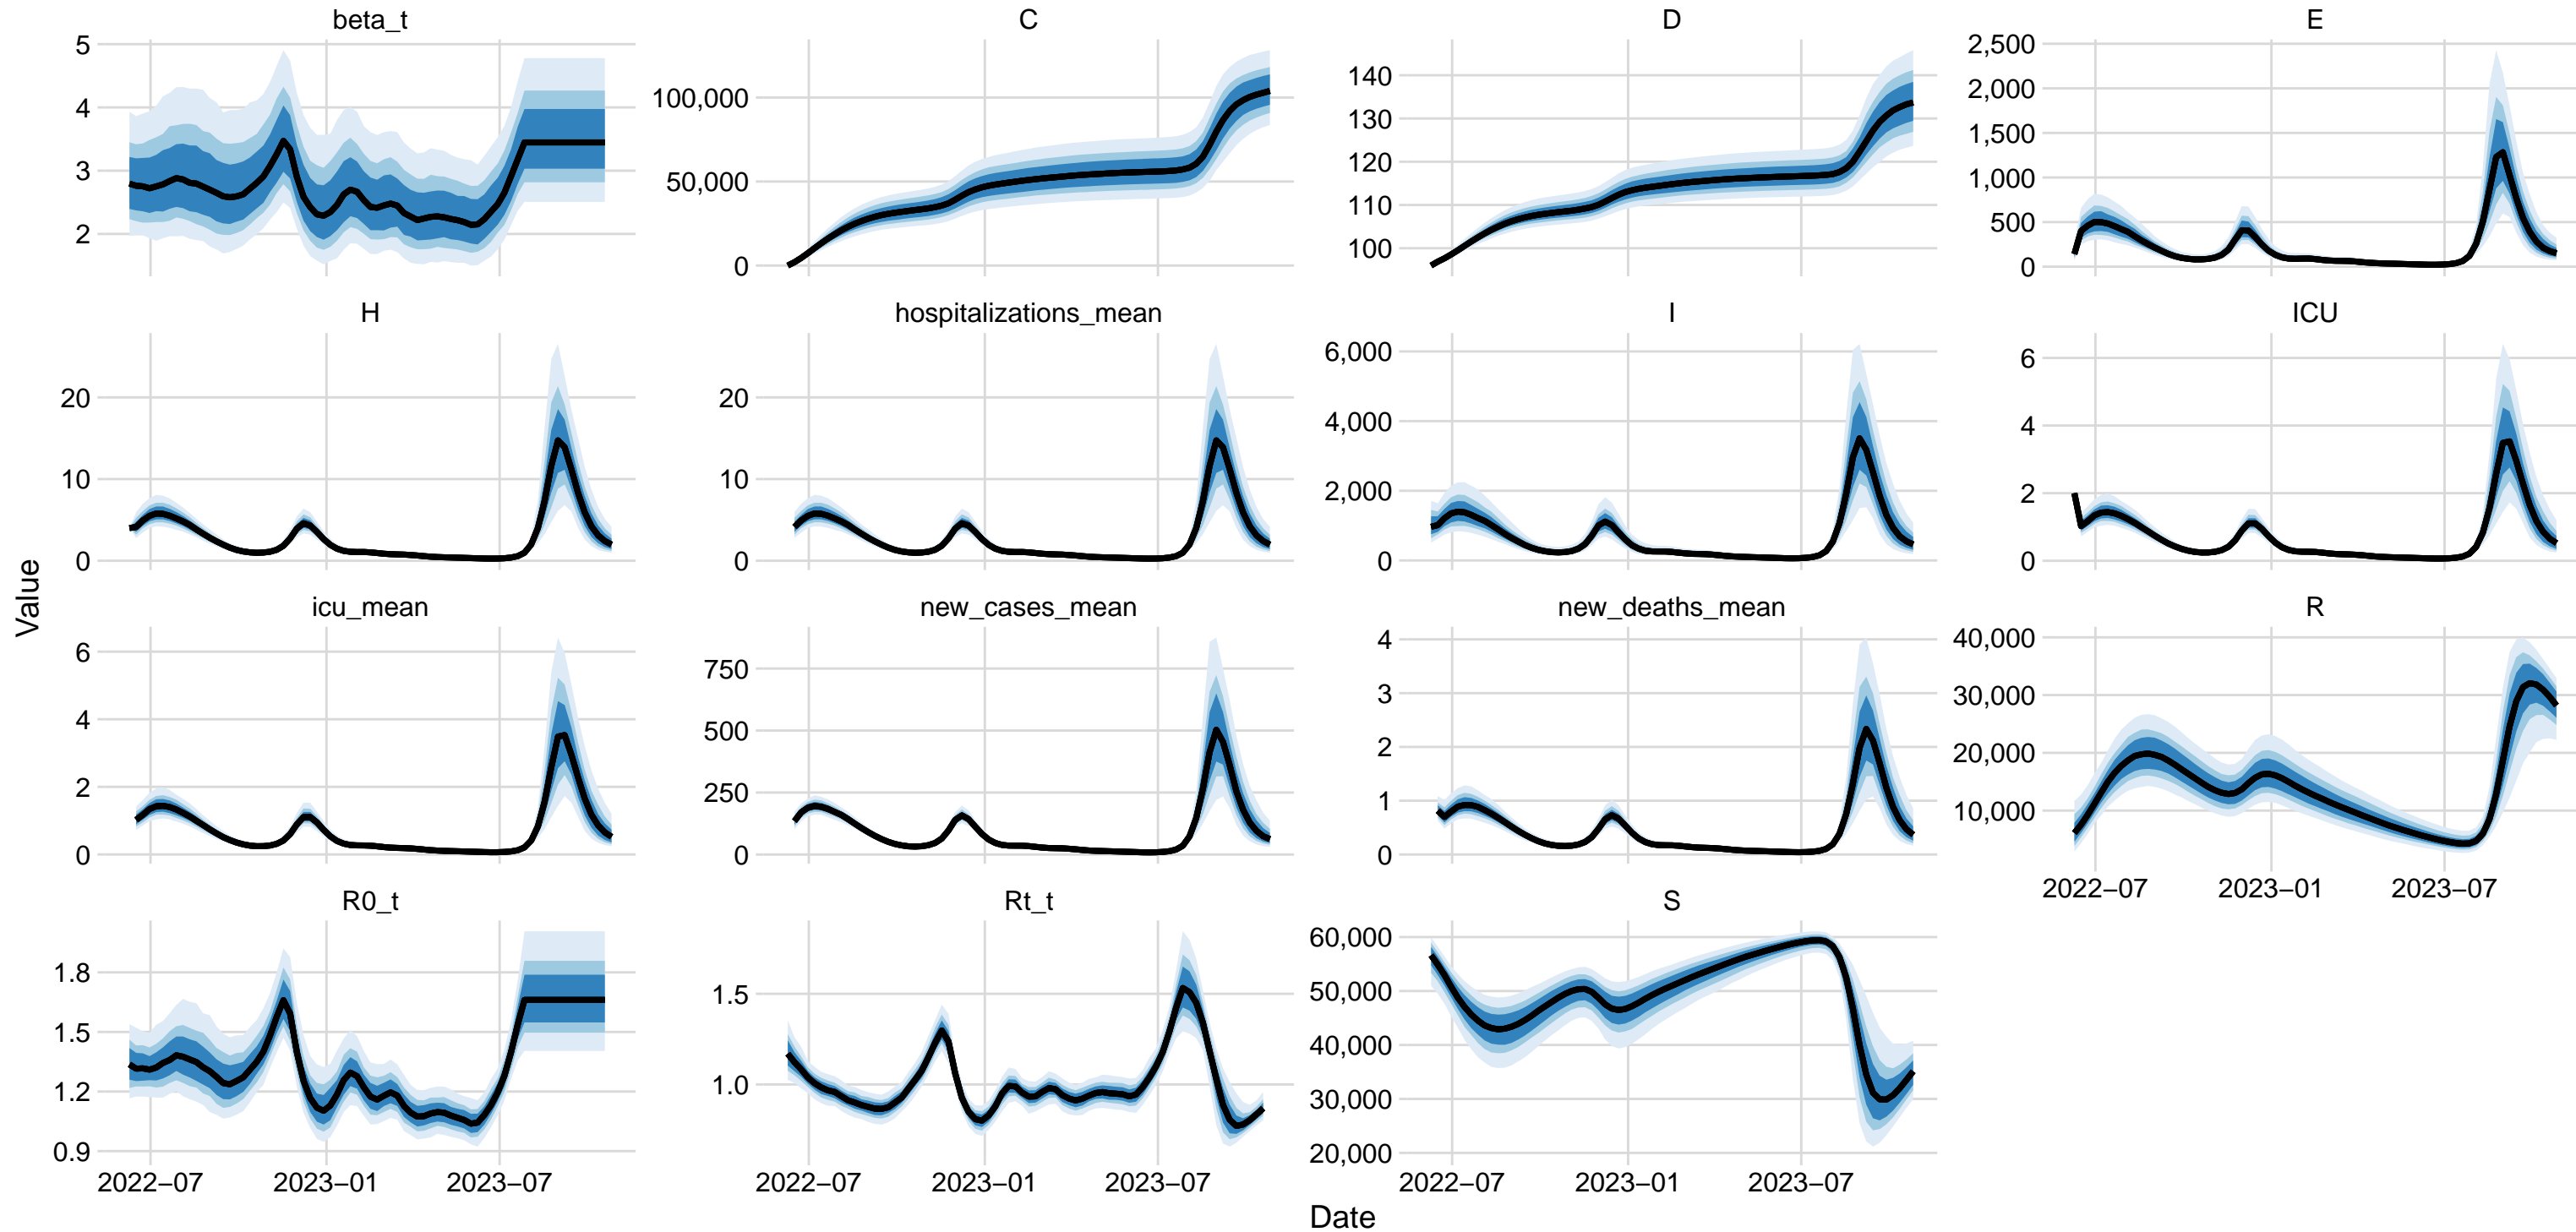 beta_t
5
4
3
2
C
100,000
50,000
0
D
140
130
120
110
100
E
2,500
2,000
1,500
1,000
500
0
H
20
10
0
hospitalizations_mean
20
10
0
I
6,000
4,000
2,000
0
ICU
6
4
2
0
icu_mean
6
4
2
0
new_cases_mean
750
500
250
0
new_deaths_mean
4
3
2
1
0
R
40,000
30,000
20,000
10,000
2022−07 2023−01 2023−07
R0_t
1.8
1.5
1.2
0.9
2022−07 2023−01 2023−07
Rt_t
1.5
1.0
2022−07 2023−01 2023−07
S
60,000
50,000
40,000
30,000
20,000
2022−07 2023−01 2023−07
Value
Date